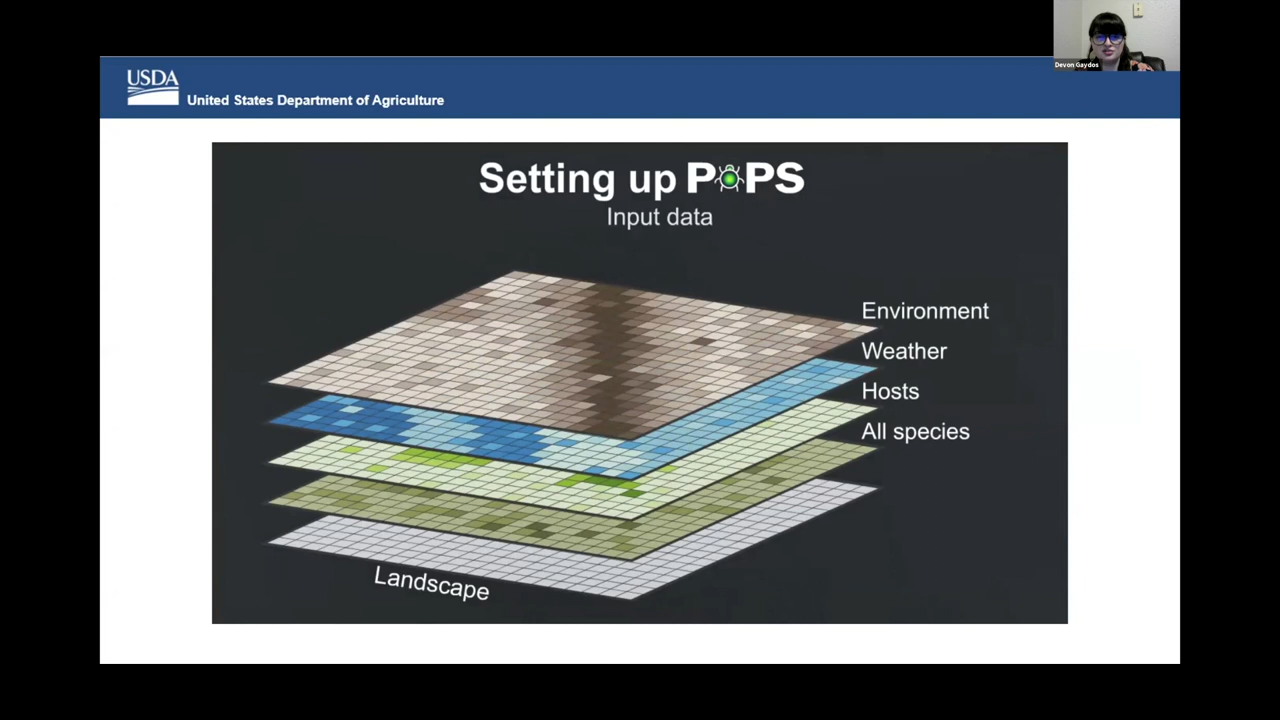 Devon Gaydos
USDA
United States Department of Agriculture
Setting up POPS
Input data
Environment
Weather
Hosts
All species
Landscape